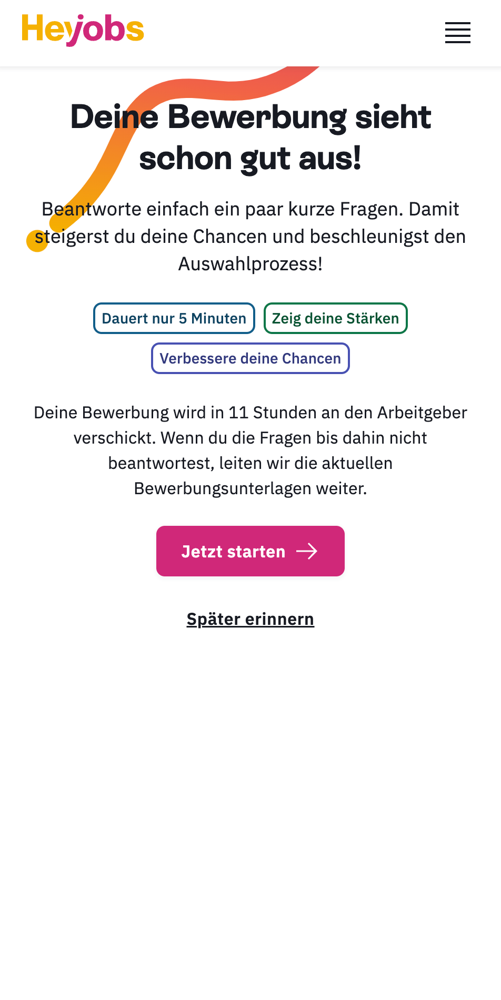 Heyjobs
Deine Bewerbung sieht
schon gut aus!
Beantworte einfach ein paar kurze Fragen. Damit
steigerst du deine Chancen und beschleunigst den
Auswahlprozess!
Dauert nur 5 Minuten
Zeig deine Stärken
Verbessere deine Chancen
Deine Bewerbung wird in 11 Stunden an den Arbeitgeber
verschickt. Wenn du die Fragen bis dahin nicht
beantwortest, leiten wir die aktuellen
Bewerbungsunterlagen weiter.
Jetzt starten
Später erinnern